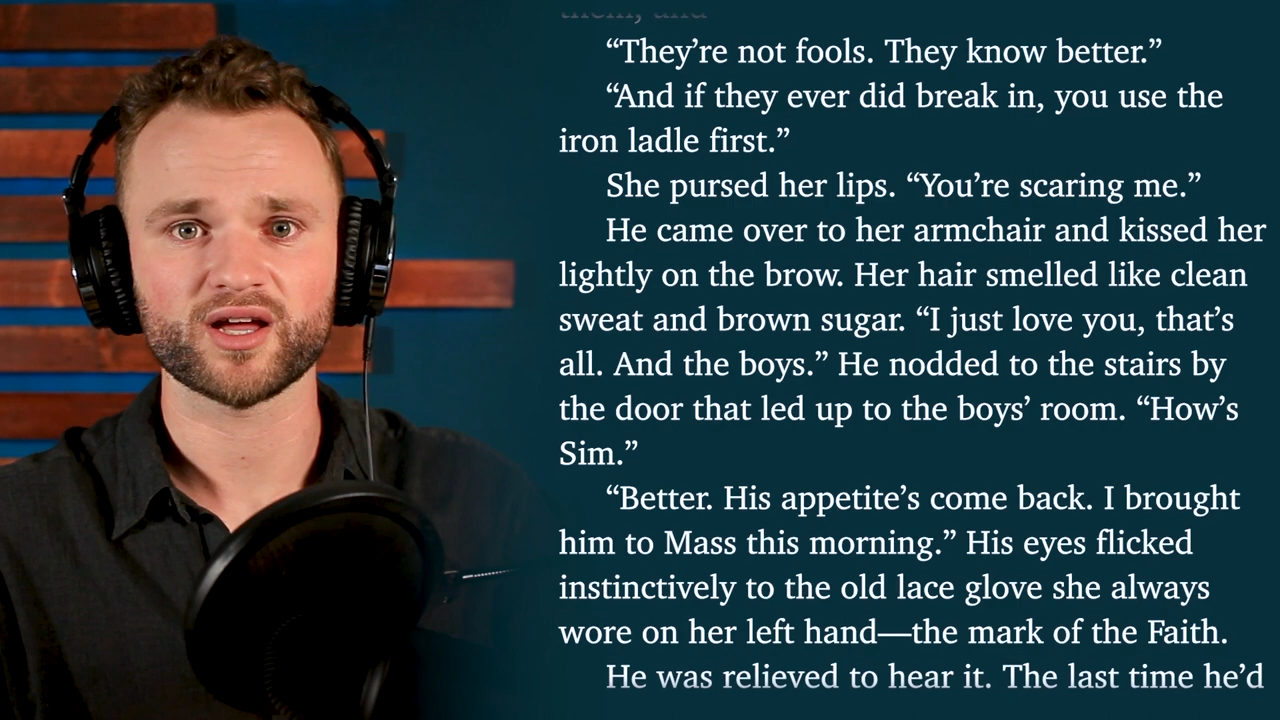 them, and
“They’re not fools. They know better.”
“And if they ever did break in, you use the
iron ladle first.”
She pursed her lips. “You’re scaring me.”
He came over to her armchair and kissed her
lightly on the brow. Her hair smelled like clean
sweat and brown sugar. “I just love you, that’s
all. And the boys.” He nodded to the stairs by
the door that led up to the boys’ room. “How’s
Sim.”
“Better. His appetite’s come back. I brought
him to Mass this morning.” His eyes flicked
instinctively to the old lace glove she always
wore on her left hand—the mark of the Faith.
He was relieved to hear it. The last time he’d